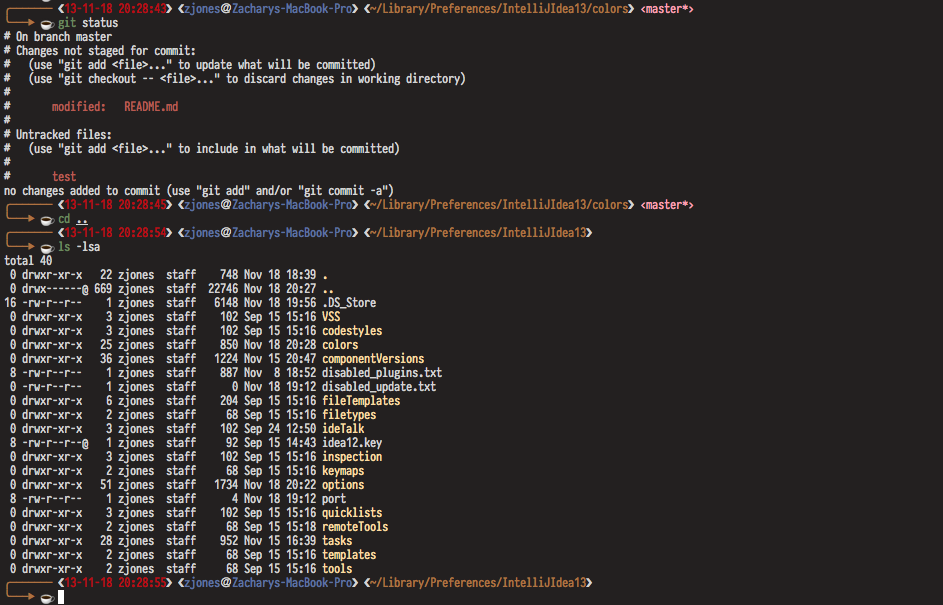 ❮13-11-18 20:28:43❯ ❮zjones@Zacharys-MacBook-Pro❯ ❮~/Library/Preferences/IntelliJIdea13/colors❯ ‹master*›
git status
# On branch master
# Changes not staged for commit:
#   (use "git add <file>..." to update what will be committed)
#   (use "git checkout -- <file>..." to discard changes in working directory)
#
#       modified:   README.md
#
# Untracked files:
#   (use "git add <file>..." to include in what will be committed)
#
#       test
no changes added to commit (use "git add" and/or "git commit -a")
❮13-11-18 20:28:45❯ ❮zjones@Zacharys-MacBook-Pro❯ ❮~/Library/Preferences/IntelliJIdea13/colors❯ ‹master*›
cd ..
❮13-11-18 20:28:54❯ ❮zjones@Zacharys-MacBook-Pro❯ ❮~/Library/Preferences/IntelliJIdea13❯
ls -lsa
total 40
 0 drwxr-xr-x   22 zjones  staff    748 Nov 18 18:39 .
 0 drwx------@ 669 zjones  staff  22746 Nov 18 20:27 ..
16 -rw-r--r--    1 zjones  staff   6148 Nov 18 19:56 .DS_Store
 0 drwxr-xr-x    3 zjones  staff    102 Sep 15 15:16 VSS
 0 drwxr-xr-x    3 zjones  staff    102 Sep 15 15:16 codestyles
 0 drwxr-xr-x   25 zjones  staff    850 Nov 18 20:28 colors
 0 drwxr-xr-x   36 zjones  staff   1224 Nov 15 20:47 componentVersions
 8 -rw-r--r--    1 zjones  staff    887 Nov  8 18:52 disabled_plugins.txt
 0 -rw-r--r--    1 zjones  staff      0 Nov 18 19:12 disabled_update.txt
 0 drwxr-xr-x    6 zjones  staff    204 Sep 15 15:16 fileTemplates
 0 drwxr-xr-x    2 zjones  staff     68 Sep 15 15:16 filetypes
 0 drwxr-xr-x    3 zjones  staff    102 Sep 24 12:50 ideTalk
 8 -rw-r--r--@   1 zjones  staff     92 Sep 15 14:43 idea12.key
 0 drwxr-xr-x    3 zjones  staff    102 Sep 15 15:16 inspection
 0 drwxr-xr-x    2 zjones  staff     68 Sep 15 15:16 keymaps
 0 drwxr-xr-x   51 zjones  staff   1734 Nov 18 20:22 options
 8 -rw-r--r--    1 zjones  staff      4 Nov 18 19:12 port
 0 drwxr-xr-x    3 zjones  staff    102 Sep 15 15:16 quicklists
 0 drwxr-xr-x    2 zjones  staff     68 Sep 15 15:18 remoteTools
 0 drwxr-xr-x   28 zjones  staff    952 Nov 15 16:39 tasks
 0 drwxr-xr-x    2 zjones  staff     68 Sep 15 15:16 templates
 0 drwxr-xr-x    2 zjones  staff     68 Sep 15 15:16 tools
❮13-11-18 20:28:55❯ ❮zjones@Zacharys-MacBook-Pro❯ ❮~/Library/Preferences/IntelliJIdea13❯